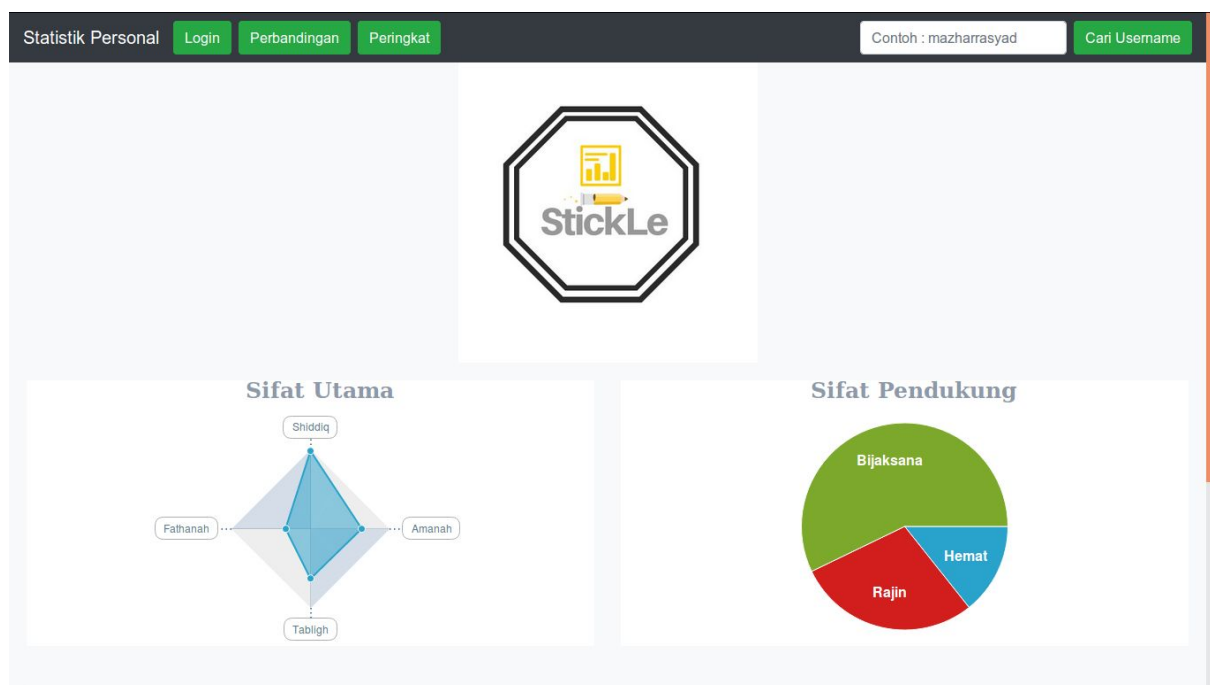 Statistik Personal Login Perbandingan Peringkat Contoh : mazharrasyad Cari Username
StickLe
Sifat Utama
Shiddiq
Fathanah
Amanah
Tabligh
Sifat Pendukung
Bijaksana
Hemat
Rajin